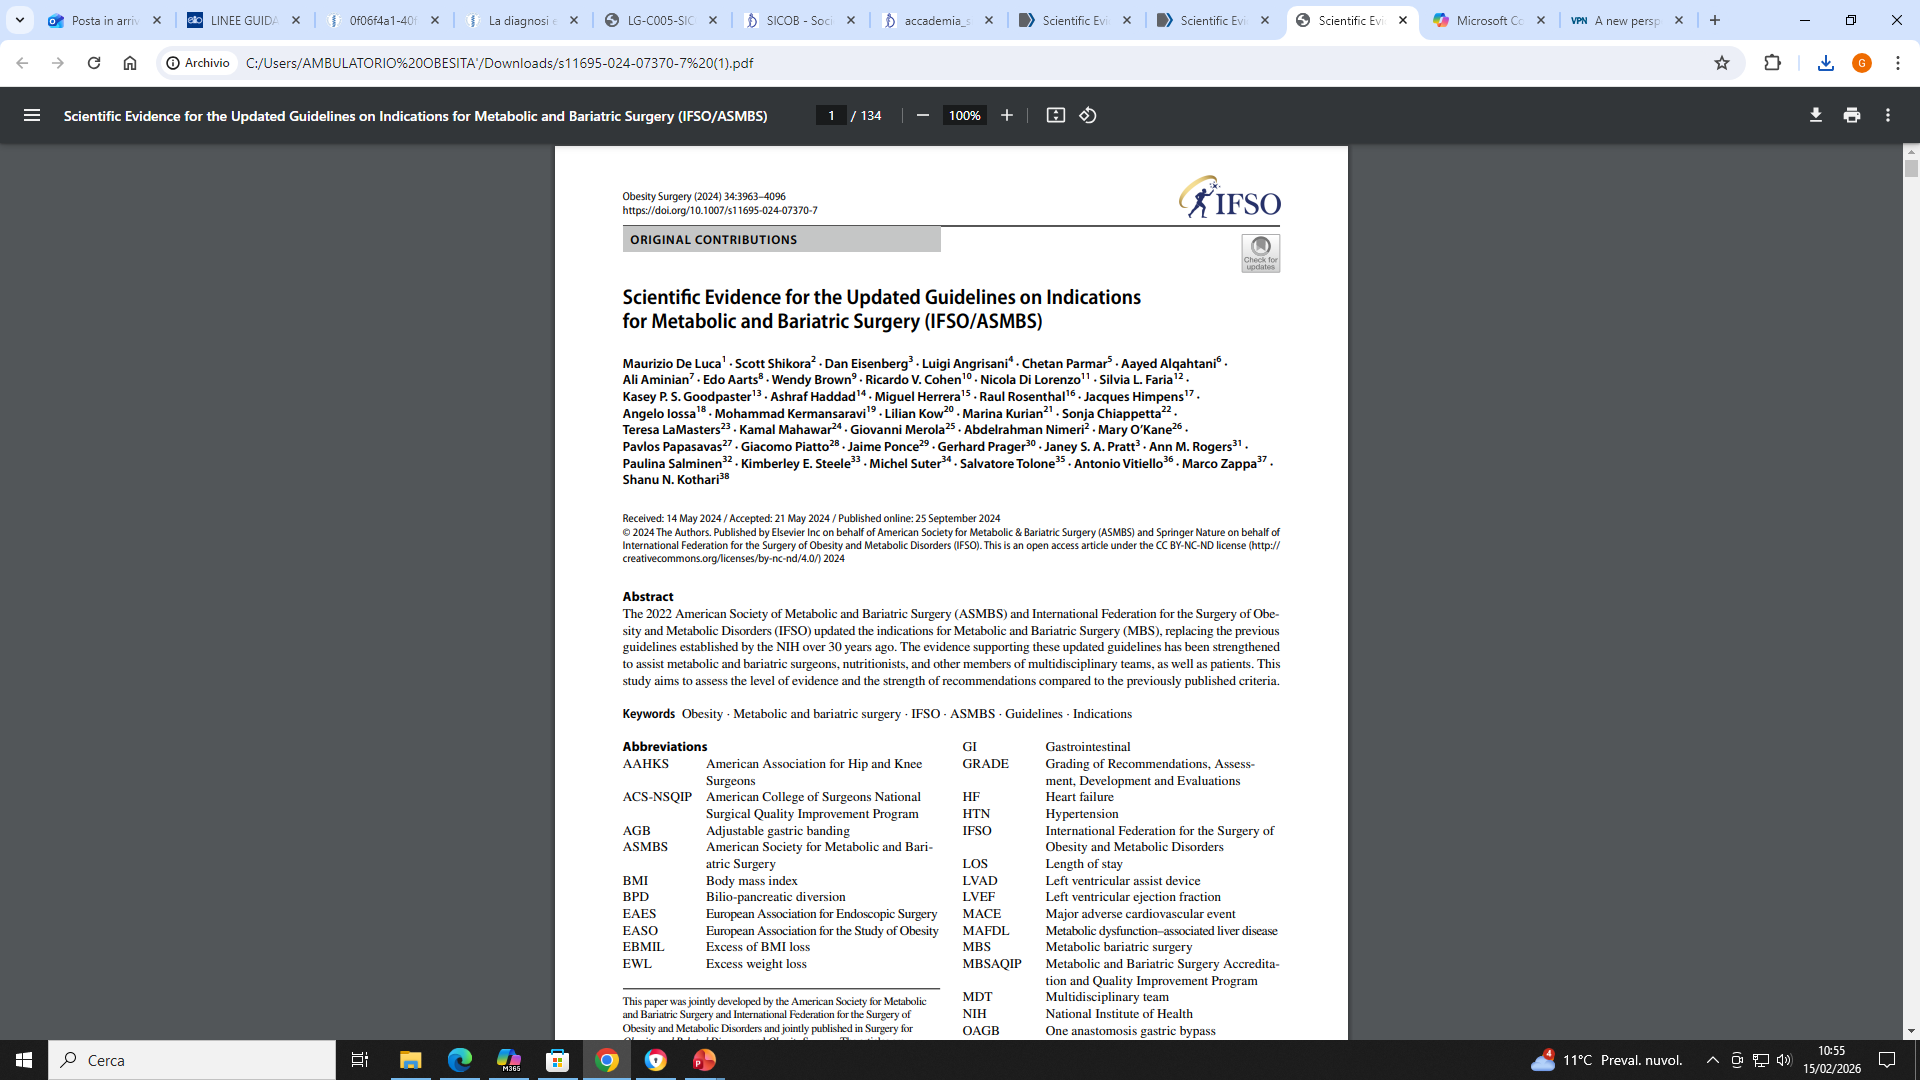 Posta in arriv
LINEE GUIDA
0f06f4a1-40f
La diagnosi e
LG-C005-SIC
SICOB - Soci
accademia_s
Scientific Evi
Scientific Evi
Scientific Evi
Microsoft Co
VPN A new persp
Archivio C:/Users/AMBULATORIO%20OBESITA'/Downloads/s11695-024-07370-7%20(1).pdf
G
Scientific Evidence for the Updated Guidelines on Indications for Metabolic and Bariatric Surgery (IFSO/ASMBS) 1 / 134 100%
Obesity Surgery (2024) 34:3963–4096
https://doi.org/10.1007/s11695-024-07370-7
IFSO
ORIGINAL CONTRIBUTIONS
Check for
updates
Scientific Evidence for the Updated Guidelines on Indications
for Metabolic and Bariatric Surgery (IFSO/ASMBS)
Maurizio De Luca1 · Scott Shikora2 · Dan Eisenberg3 · Luigi Angrisani4 · Chetan Parmar5 · Aayed Alqahtani6 ·
Ali Aminian7 · Edo Aarts8 · Wendy Brown9 · Ricardo V. Cohen10 · Nicola Di Lorenzo11 · Silvia L. Faria12 ·
Kasey P. S. Goodpaster13 · Ashraf Haddad14 · Miguel Herrera15 · Raul Rosenthal16 · Jacques Himpens17 ·
Angelo Iossa18 · Mohammad Kermansaravi19 · Lilian Kow20 · Marina Kurian21 · Sonja Chiappetta22 ·
Teresa LaMasters23 · Kamal Mahawar24 · Giovanni Merola25 · Abdelrahman Nimeri2 · Mary O'Kane26 ·
Pavlos Papasavas27 · Giacomo Piatto28 · Jaime Ponce29 · Gerhard Prager30 · Janey S. A. Pratt3 · Ann M. Rogers31 ·
Paulina Salminen32 · Kimberley E. Steele33 · Michel Suter34 · Salvatore Tolone35 · Antonio Vitiello36 · Marco Zappa37 ·
Shanu N. Kothari38
Received: 14 May 2024 / Accepted: 21 May 2024 / Published online: 25 September 2024
© 2024 The Authors. Published by Elsevier Inc on behalf of American Society for Metabolic & Bariatric Surgery (ASMBS) and Springer Nature on behalf of
International Federation for the Surgery of Obesity and Metabolic Disorders (IFSO). This is an open access article under the CC BY-NC-ND license (http://
creativecommons.org/licenses/by-nc-nd/4.0/) 2024
Abstract
The 2022 American Society of Metabolic and Bariatric Surgery (ASMBS) and International Federation for the Surgery of Obe-
sity and Metabolic Disorders (IFSO) updated the indications for Metabolic and Bariatric Surgery (MBS), replacing the previous
guidelines established by the NIH over 30 years ago. The evidence supporting these updated guidelines has been strengthened
to assist metabolic and bariatric surgeons, nutritionists, and other members of multidisciplinary teams, as well as patients. This
study aims to assess the level of evidence and the strength of recommendations compared to the previously published criteria.
Keywords Obesity · Metabolic and bariatric surgery · IFSO · ASMBS · Guidelines · Indications
Abbreviations
AAHKS American Association for Hip and Knee
Surgeons
ACS-NSQIP American College of Surgeons National
Surgical Quality Improvement Program
AGB Adjustable gastric banding
ASMBS American Society for Metabolic and Bari-
atric Surgery
BMI Body mass index
BPD Bilio-pancreatic diversion
EAES European Association for Endoscopic Surgery
EASO European Association for the Study of Obesity
EBMIL Excess of BMI loss
EWL Excess weight loss
This paper was jointly developed by the American Society for Metabolic
and Bariatric Surgery and International Federation for the Surgery of
Obesity and Metabolic Disorders and jointly published in Surgery for
GI Gastrointestinal
GRADE Grading of Recommendations, Assess-
ment, Development and Evaluations
HF Heart failure
HTN Hypertension
IFSO International Federation for the Surgery of
Obesity and Metabolic Disorders
LOS Length of stay
LVAD Left ventricular assist device
LVEF Left ventricular ejection fraction
MACE Major adverse cardiovascular event
MAFDL Metabolic dysfunction–associated liver disease
MBS Metabolic bariatric surgery
MBSAQIP Metabolic and Bariatric Surgery Accredita-
tion and Quality Improvement Program
MDT Multidisciplinary team
NIH National Institute of Health
OAGB One anastomosis gastric bypass
Cerca
M365
4
11°C Preval. nuvol.
10:55
15/02/2026